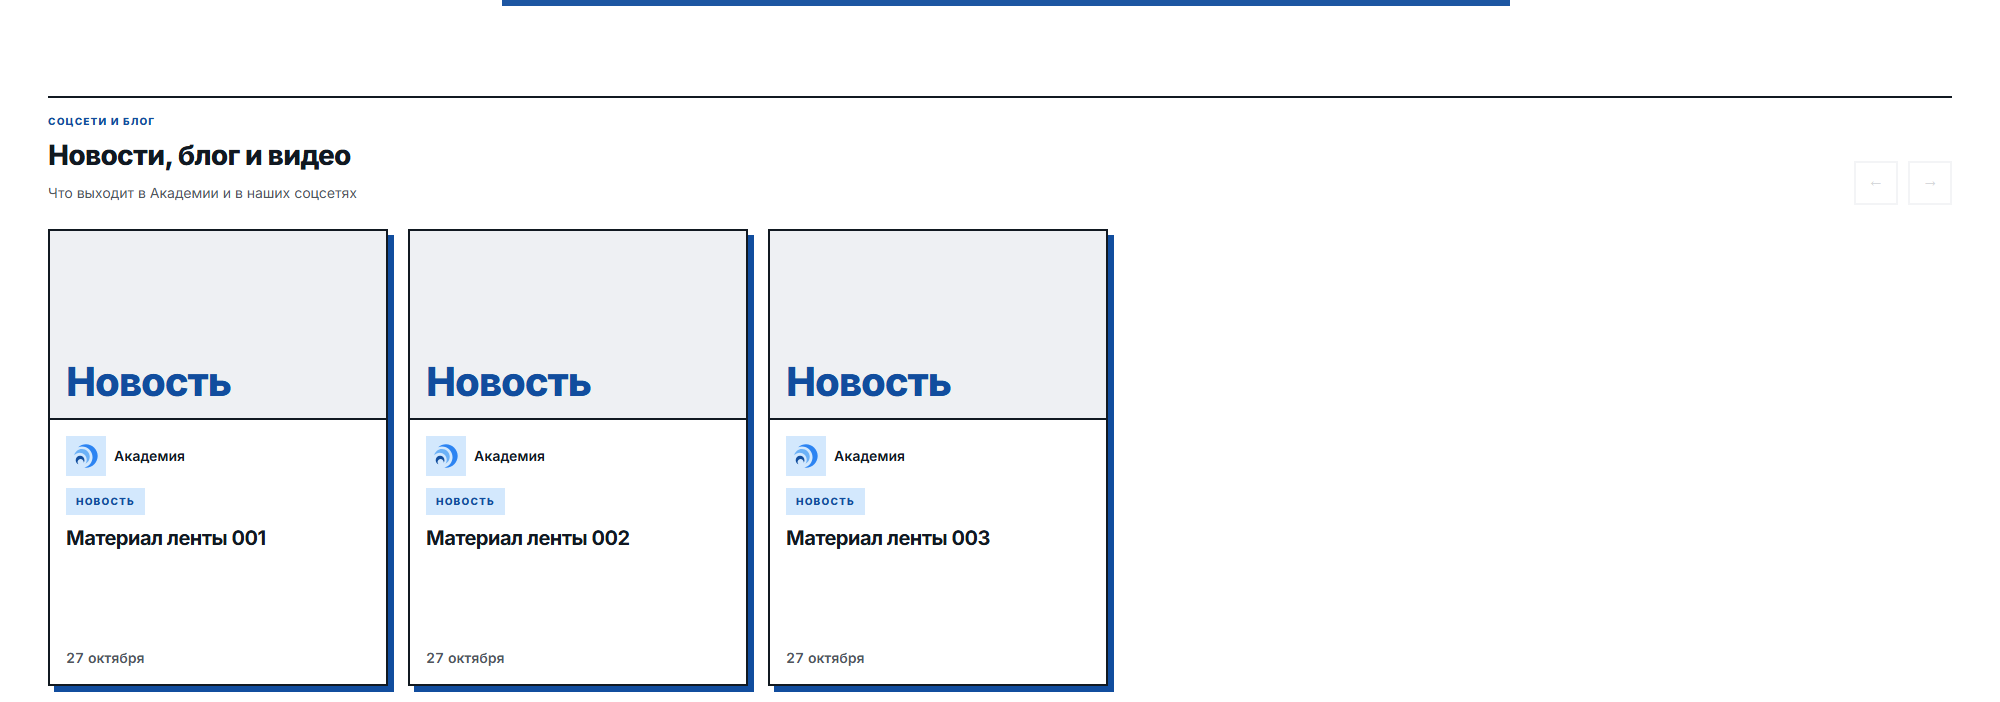 СОЦСЕТИ И БЛОГ
Новости, блог и видео
Что выходит в Академии и в наших соцсетях
← →
Новость
Академия
НОВОСТЬ
Материал ленты 001
27 октября
Новость
Академия
НОВОСТЬ
Материал ленты 002
27 октября
Новость
Академия
НОВОСТЬ
Материал ленты 003
27 октября